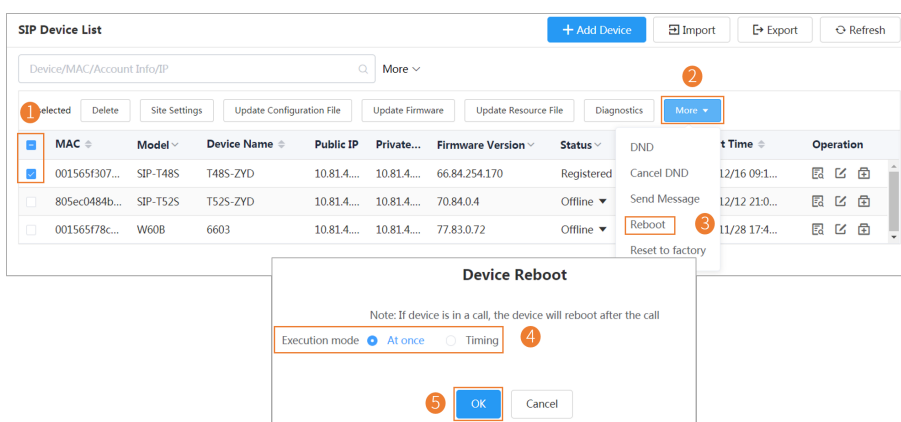 SIP Device List + Add Device Import Export Refresh
Device/MAC/Account Info/IP More
2
1 elected Delete Site Settings Update Configuration File Update Firmware Update Resource File Diagnostics More
MAC Model Device Name Public IP Private... Firmware Version Status DND t Time Operation
001565f307... SIP-T48S T48S-ZYD 10.81.4.... 10.81.4.... 66.84.254.170 Registered Cancel DND 12/16 09:1...
805ec0484b... SIP-T52S T52S-ZYD 10.81.4.... 10.81.4.... 70.84.0.4 Offline Send Message 12/12 21:0...
001565f78c... W60B 6603 10.81.4.... 10.81.4.... 77.83.0.72 Offline Reboot 3 11/28 17:4...
Reset to factory
Device Reboot
Note: If device is in a call, the device will reboot after the call
Execution mode At once Timing 4
5 OK Cancel